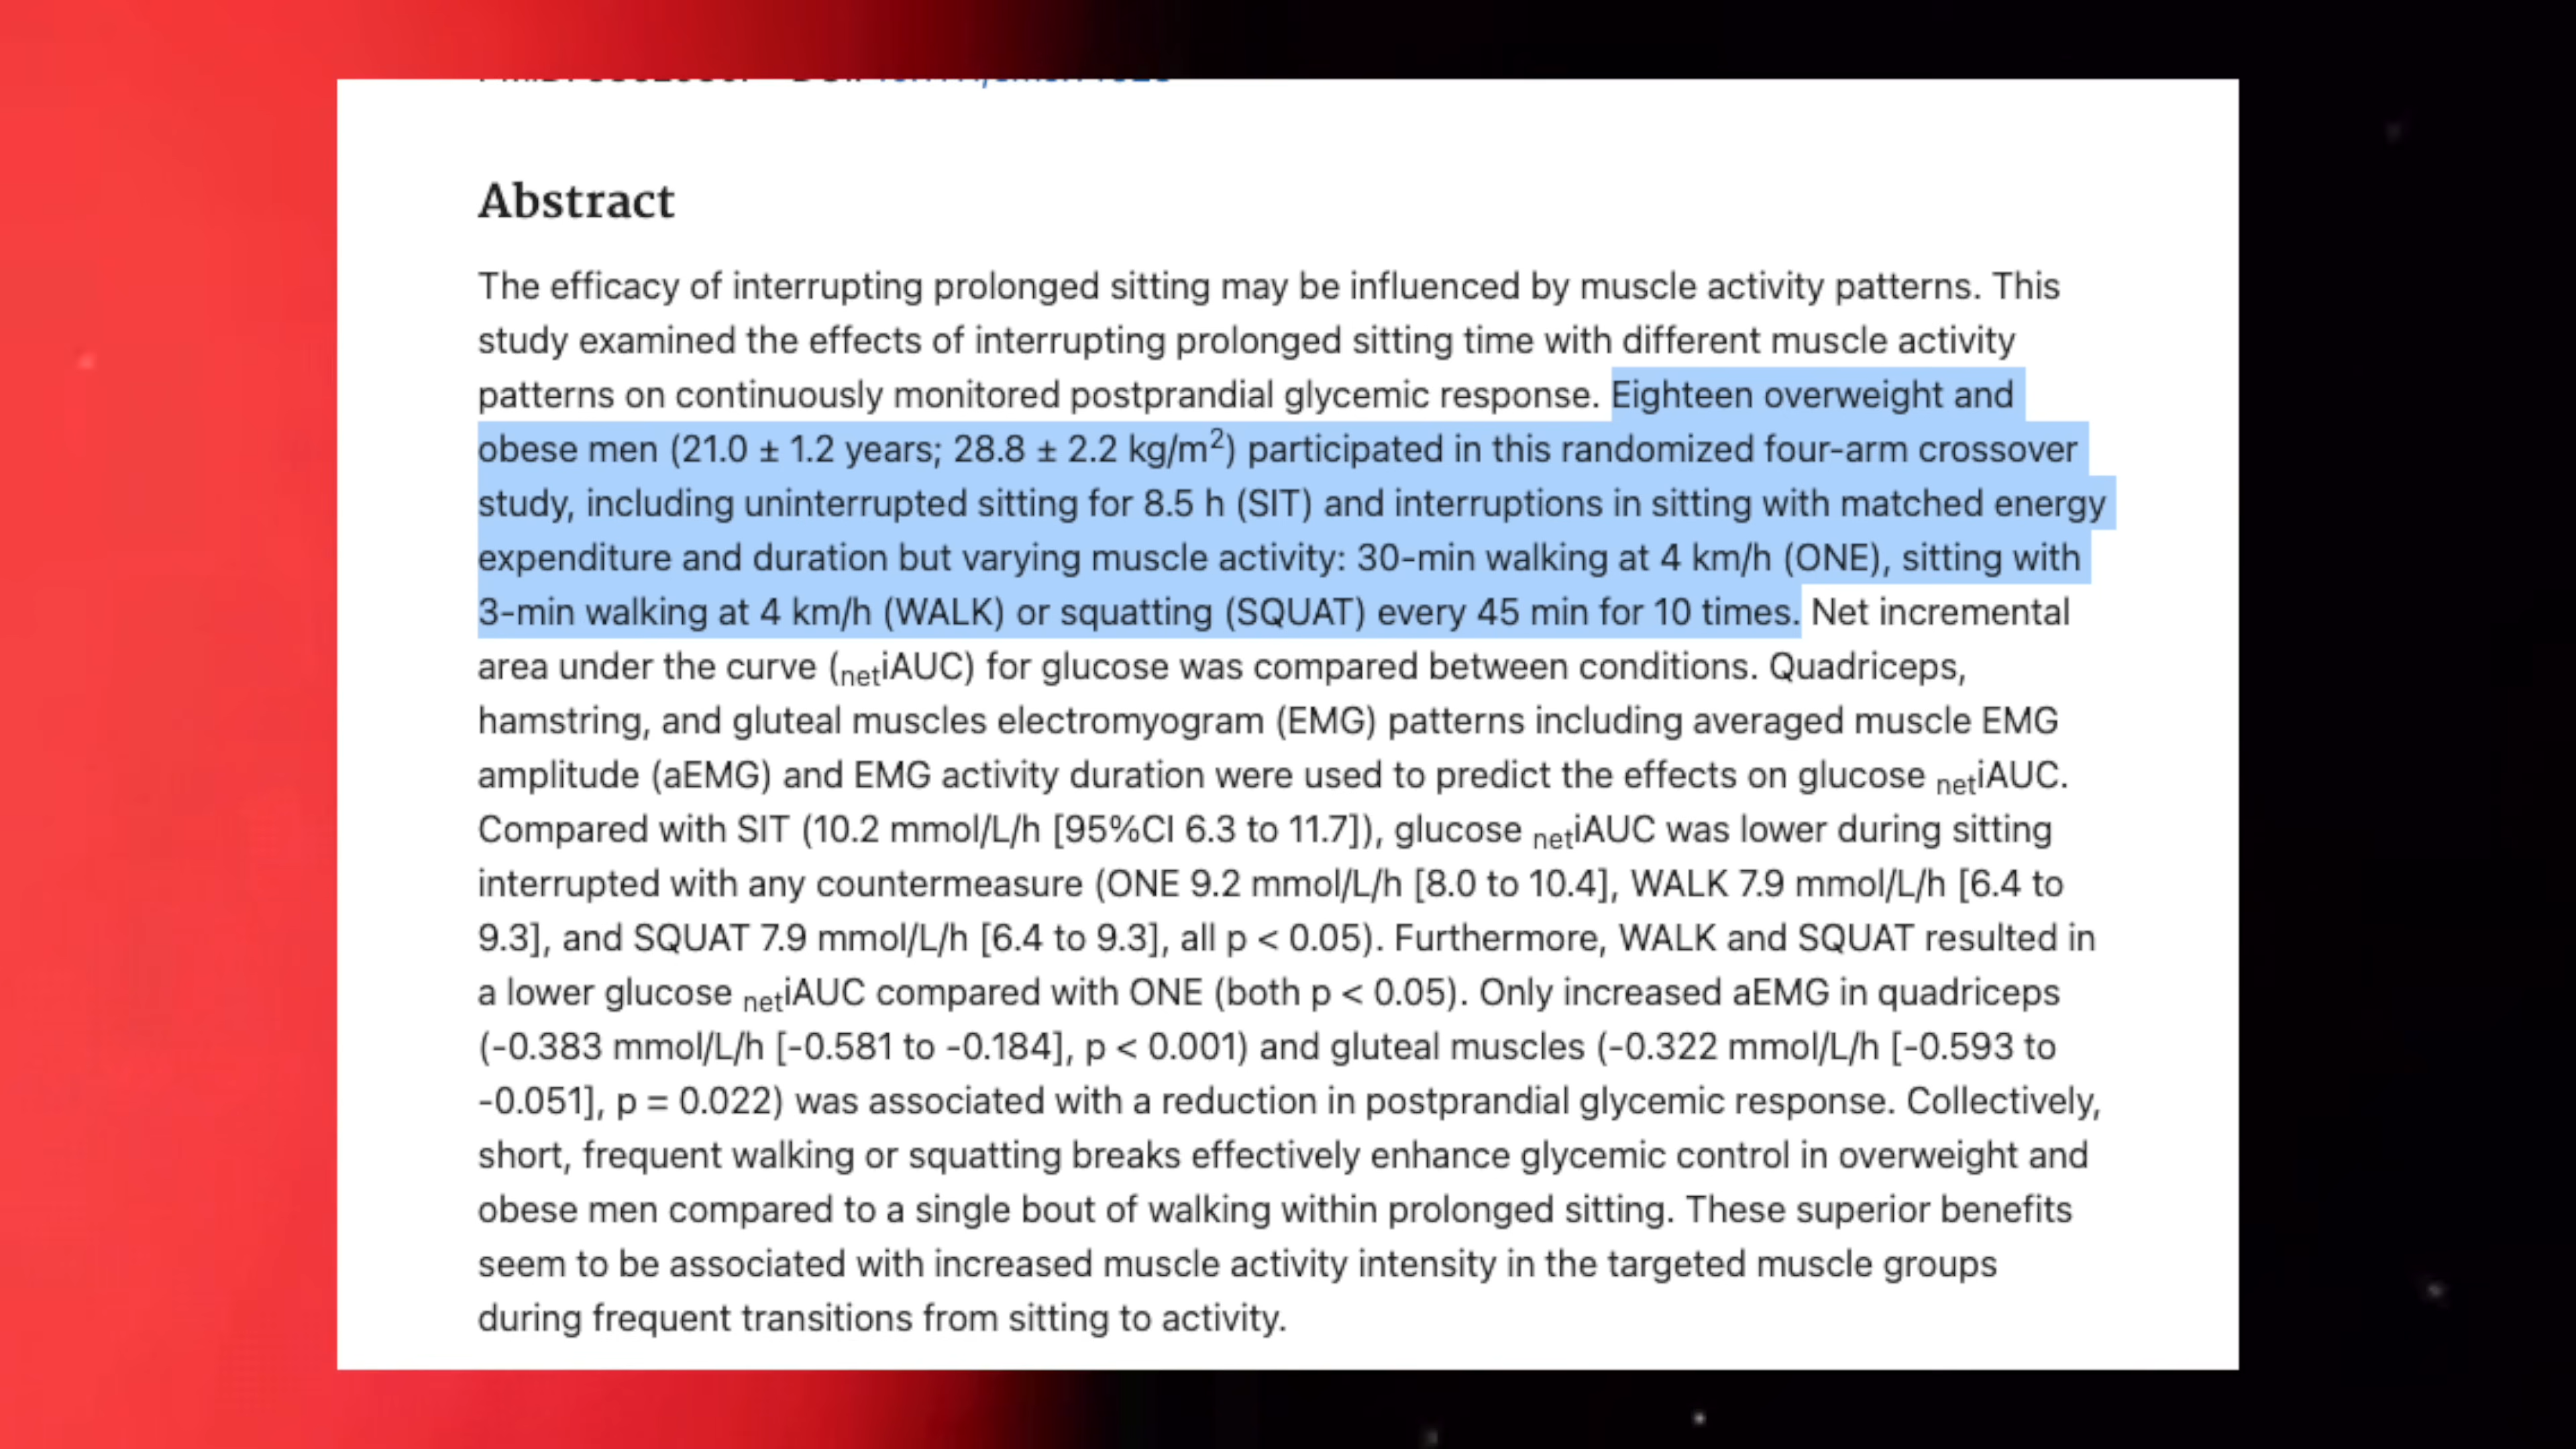 Abstract
The efficacy of interrupting prolonged sitting may be influenced by muscle activity patterns. This
study examined the effects of interrupting prolonged sitting time with different muscle activity
patterns on continuously monitored postprandial glycemic response. Eighteen overweight and
obese men (21.0 ± 1.2 years; 28.8 ± 2.2 kg/m²) participated in this randomized four-arm crossover
study, including uninterrupted sitting for 8.5 h (SIT) and interruptions in sitting with matched energy
expenditure and duration but varying muscle activity: 30-min walking at 4 km/h (ONE), sitting with
3-min walking at 4 km/h (WALK) or squatting (SQUAT) every 45 min for 10 times. Net incremental
area under the curve (netiAUC) for glucose was compared between conditions. Quadriceps,
hamstring, and gluteal muscles electromyogram (EMG) patterns including averaged muscle EMG
amplitude (aEMG) and EMG activity duration were used to predict the effects on glucose netiAUC.
Compared with SIT (10.2 mmol/L/h [95%CI 6.3 to 11.7]), glucose netiAUC was lower during sitting
interrupted with any countermeasure (ONE 9.2 mmol/L/h [8.0 to 10.4], WALK 7.9 mmol/L/h [6.4 to
9.3], and SQUAT 7.9 mmol/L/h [6.4 to 9.3], all p < 0.05). Furthermore, WALK and SQUAT resulted in
a lower glucose netiAUC compared with ONE (both p < 0.05). Only increased aEMG in quadriceps
(-0.383 mmol/L/h [-0.581 to -0.184], p < 0.001) and gluteal muscles (-0.322 mmol/L/h [-0.593 to
-0.051], p = 0.022) was associated with a reduction in postprandial glycemic response. Collectively,
short, frequent walking or squatting breaks effectively enhance glycemic control in overweight and
obese men compared to a single bout of walking within prolonged sitting. These superior benefits
seem to be associated with increased muscle activity intensity in the targeted muscle groups
during frequent transitions from sitting to activity.